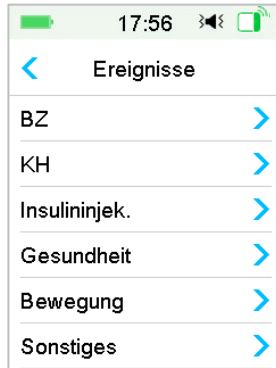 17:56
Ereignisse
BZ
KH
Insulininjek.
Gesundheit
Bewegung
Sonstiges